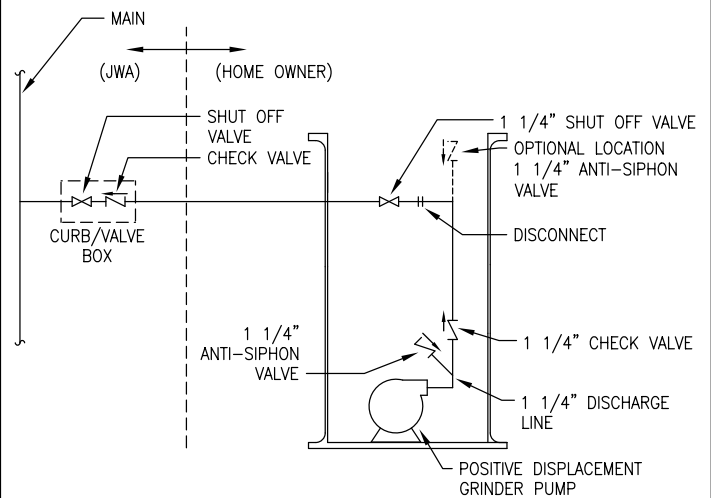 MAIN
(JWA)
(HOME OWNER)
SHUT OFF
VALVE
CHECK VALVE
CURB/VALVE
BOX
1 1/4” SHUT OFF VALVE
OPTIONAL LOCATION
1 1/4” ANTI-SIPHON
VALVE
DISCONNECT
1 1/4”
ANTI-SIPHON
VALVE
1 1/4” CHECK VALVE
1 1/4” DISCHARGE
LINE
POSITIVE DISPLACEMENT
GRINDER PUMP